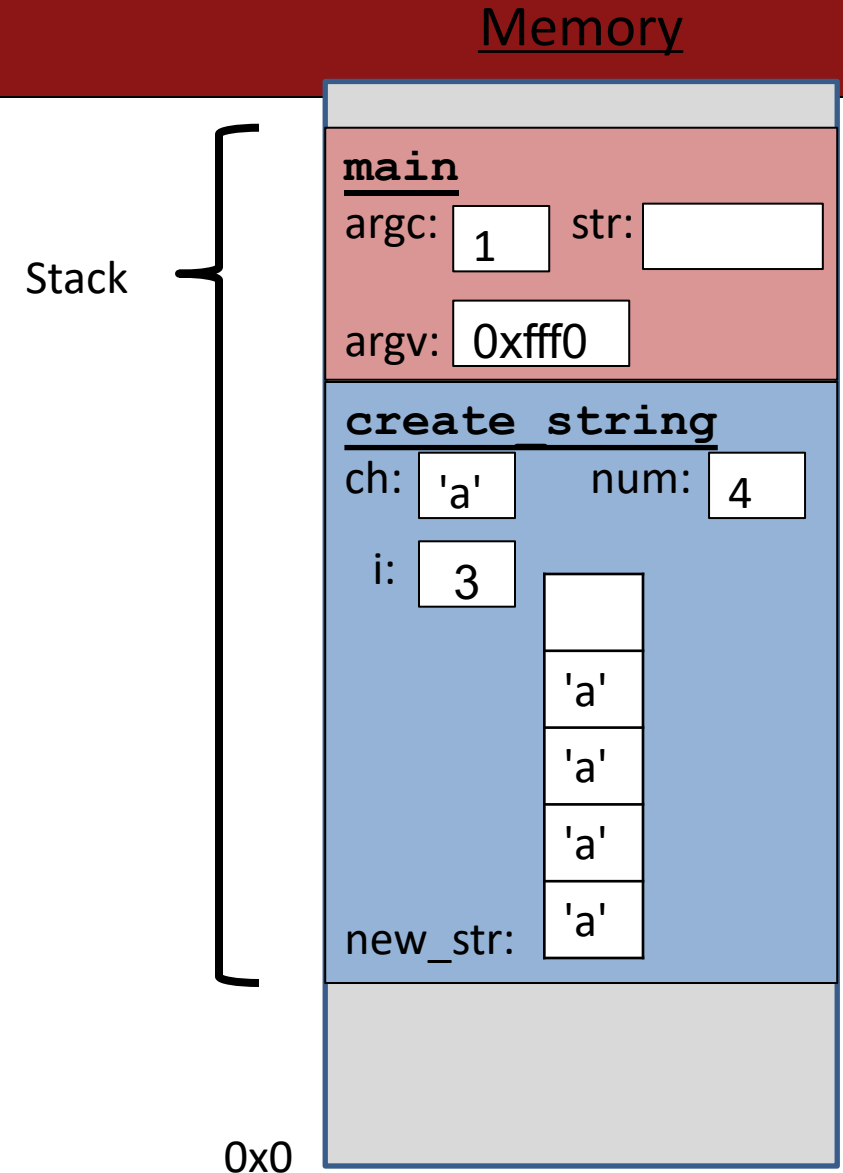 Memory
main
argc: 1 str:
Stack
argv: 0xfff0
create_string
ch: 'a' num: 4
i: 3
'a'
'a'
'a'
'a'
new_str:
0x0